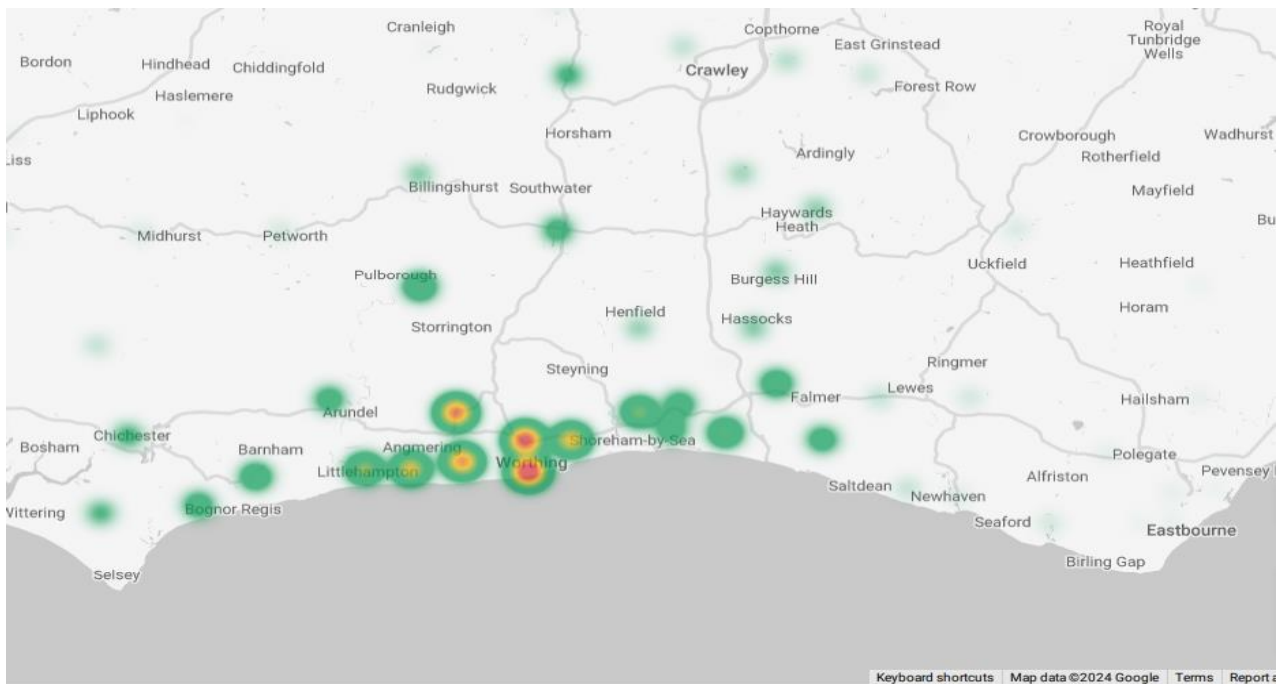 Cranleigh
Copthorne
Royal
Tunbridge
Wells
East Grinstead
Bordon
Hindhead
Chiddingfold
Crawley
Rudgwick
Forest Row
Haslemere
Liphook
Horsham
Crowborough
Wadhurst
Liss
Ardingly
Rotherfield
Billingshurst
Southwater
Mayfield
Haywards
Heath
Midhurst
Petworth
Uckfield
Heathfield
Pulborough
Burgess Hill
Horam
Henfield
Hassocks
Storrington
Ringmer
Steyning
Lewes
Falmer
Hailsham
Arundel
Chichester
Bosham
Barnham
Angmering
Shoreham-by-Sea
Polegate
Worthing
Littlehampton
Pevensey
Alfriston
Saltdean
Newhaven
Wittering
Bognor Regis
Seaford
Eastbourne
Birling Gap
Selsey
Keyboard shortcuts
Map data ©2024 Google
Terms
Report a